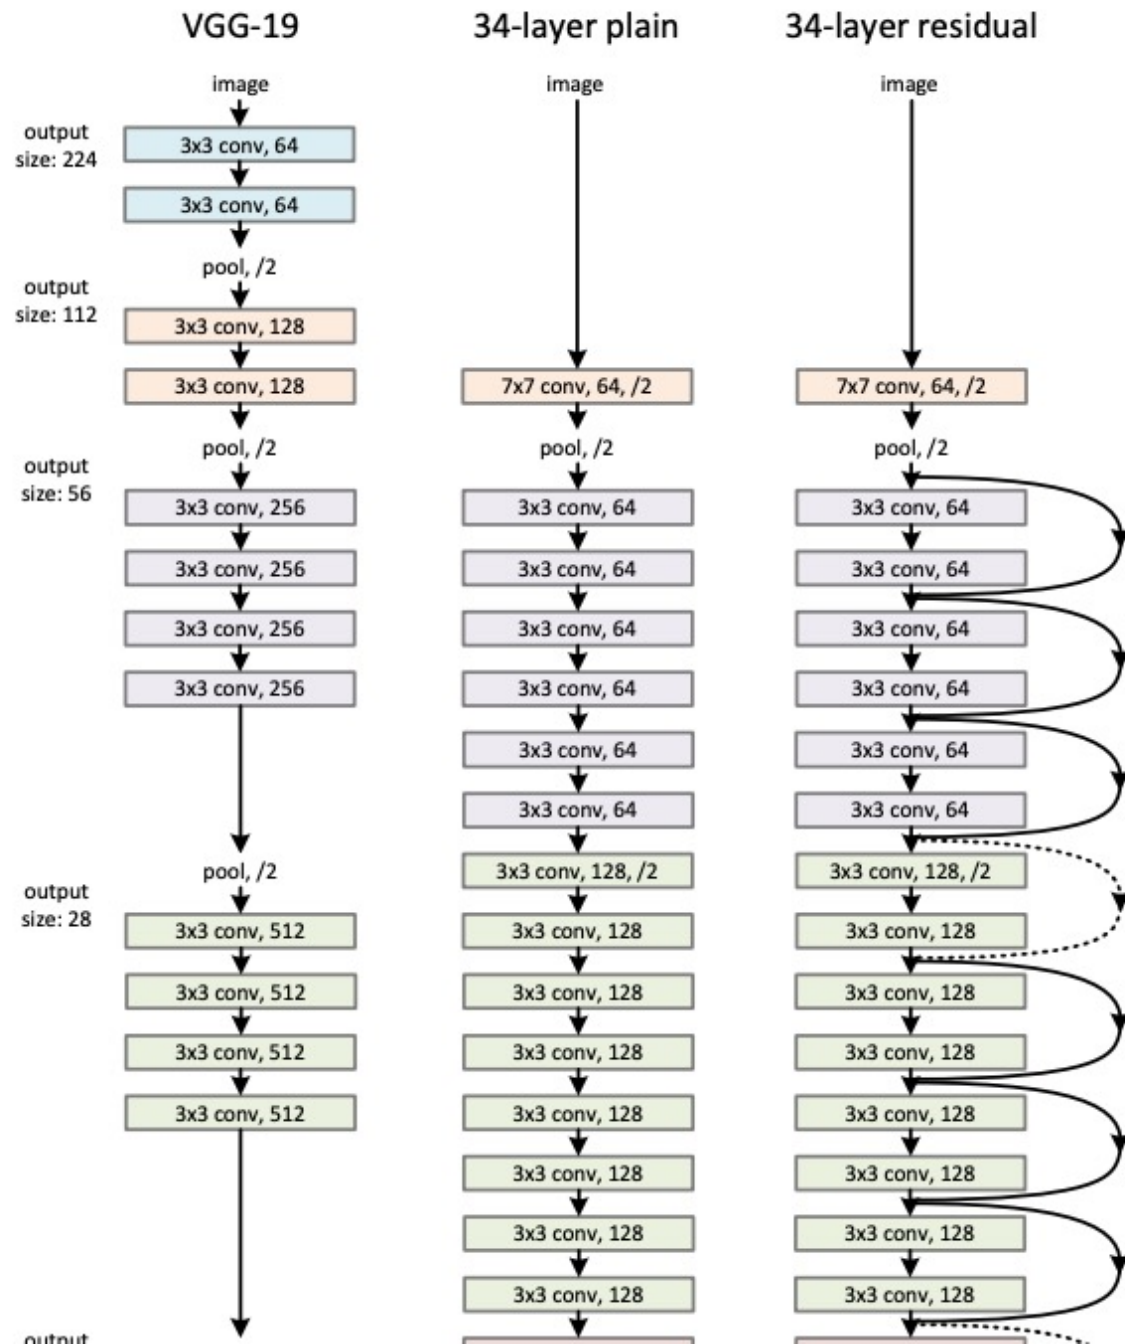 VGG-19
34-layer plain
34-layer residual
image
image
image
output
size: 224
3x3 conv, 64
3x3 conv, 64
pool, /2
output
size: 112
3x3 conv, 128
3x3 conv, 128
7x7 conv, 64, /2
7x7 conv, 64, /2
pool, /2
pool, /2
pool, /2
output
size: 56
3x3 conv, 256
3x3 conv, 64
3x3 conv, 64
3x3 conv, 256
3x3 conv, 64
3x3 conv, 64
3x3 conv, 256
3x3 conv, 64
3x3 conv, 64
3x3 conv, 256
3x3 conv, 64
3x3 conv, 64
3x3 conv, 64
3x3 conv, 64
3x3 conv, 64
3x3 conv, 64
pool, /2
3x3 conv, 128, /2
3x3 conv, 128, /2
output
size: 28
3x3 conv, 512
3x3 conv, 128
3x3 conv, 128
3x3 conv, 512
3x3 conv, 128
3x3 conv, 128
3x3 conv, 512
3x3 conv, 128
3x3 conv, 128
3x3 conv, 512
3x3 conv, 128
3x3 conv, 128
3x3 conv, 128
3x3 conv, 128
3x3 conv, 128
3x3 conv, 128
3x3 conv, 128
3x3 conv, 128
output